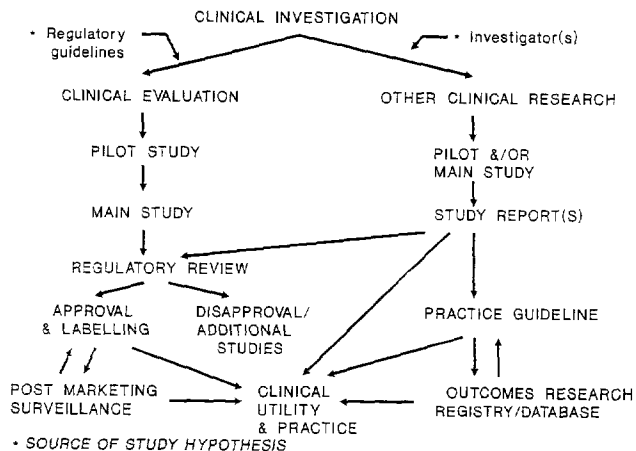 CLINICAL INVESTIGATION
* Regulatory
guidelines
* Investigator(s)
CLINICAL EVALUATION
OTHER CLINICAL RESEARCH
PILOT STUDY
PILOT &/OR
MAIN STUDY
MAIN STUDY
STUDY REPORT(S)
REGULATORY REVIEW
APPROVAL
& LABELLING
DISAPPROVAL/
ADDITIONAL
STUDIES
PRACTICE GUIDELINE
POST MARKETING
SURVEILLANCE
CLINICAL
UTILITY
& PRACTICE
OUTCOMES RESEARCH
REGISTRY/DATABASE
* SOURCE OF STUDY HYPOTHESIS